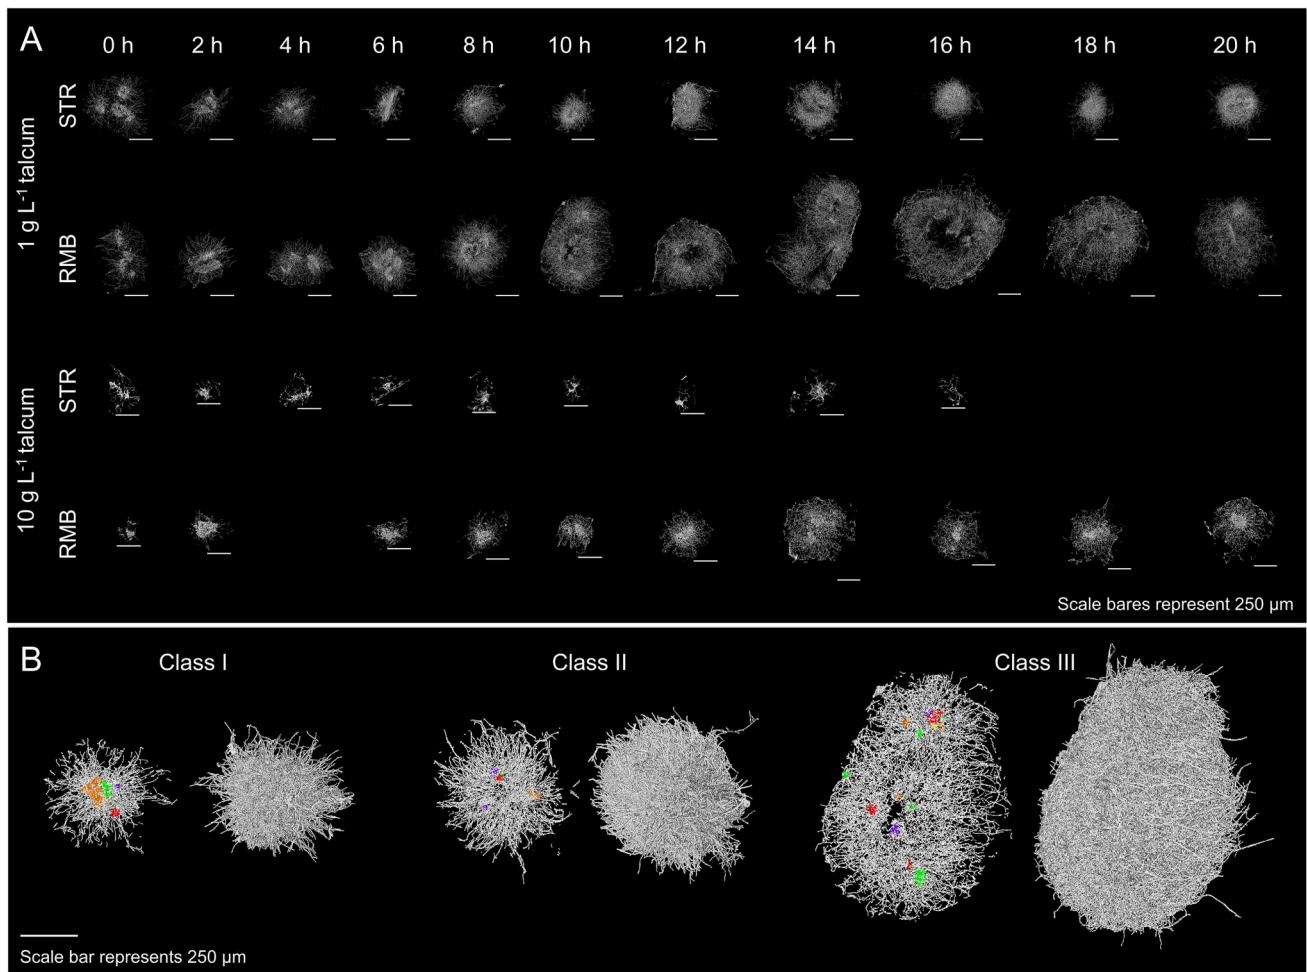 A
0 h 2 h 4 h 6 h 8 h 10 h 12 h 14 h 16 h 18 h 20 h
1 g L⁻¹ talcum
STR
RMB
10 g L⁻¹ talcum
STR
RMB
Scale bares represent 250 µm
B
Class I Class II Class III
Scale bar represents 250 µm